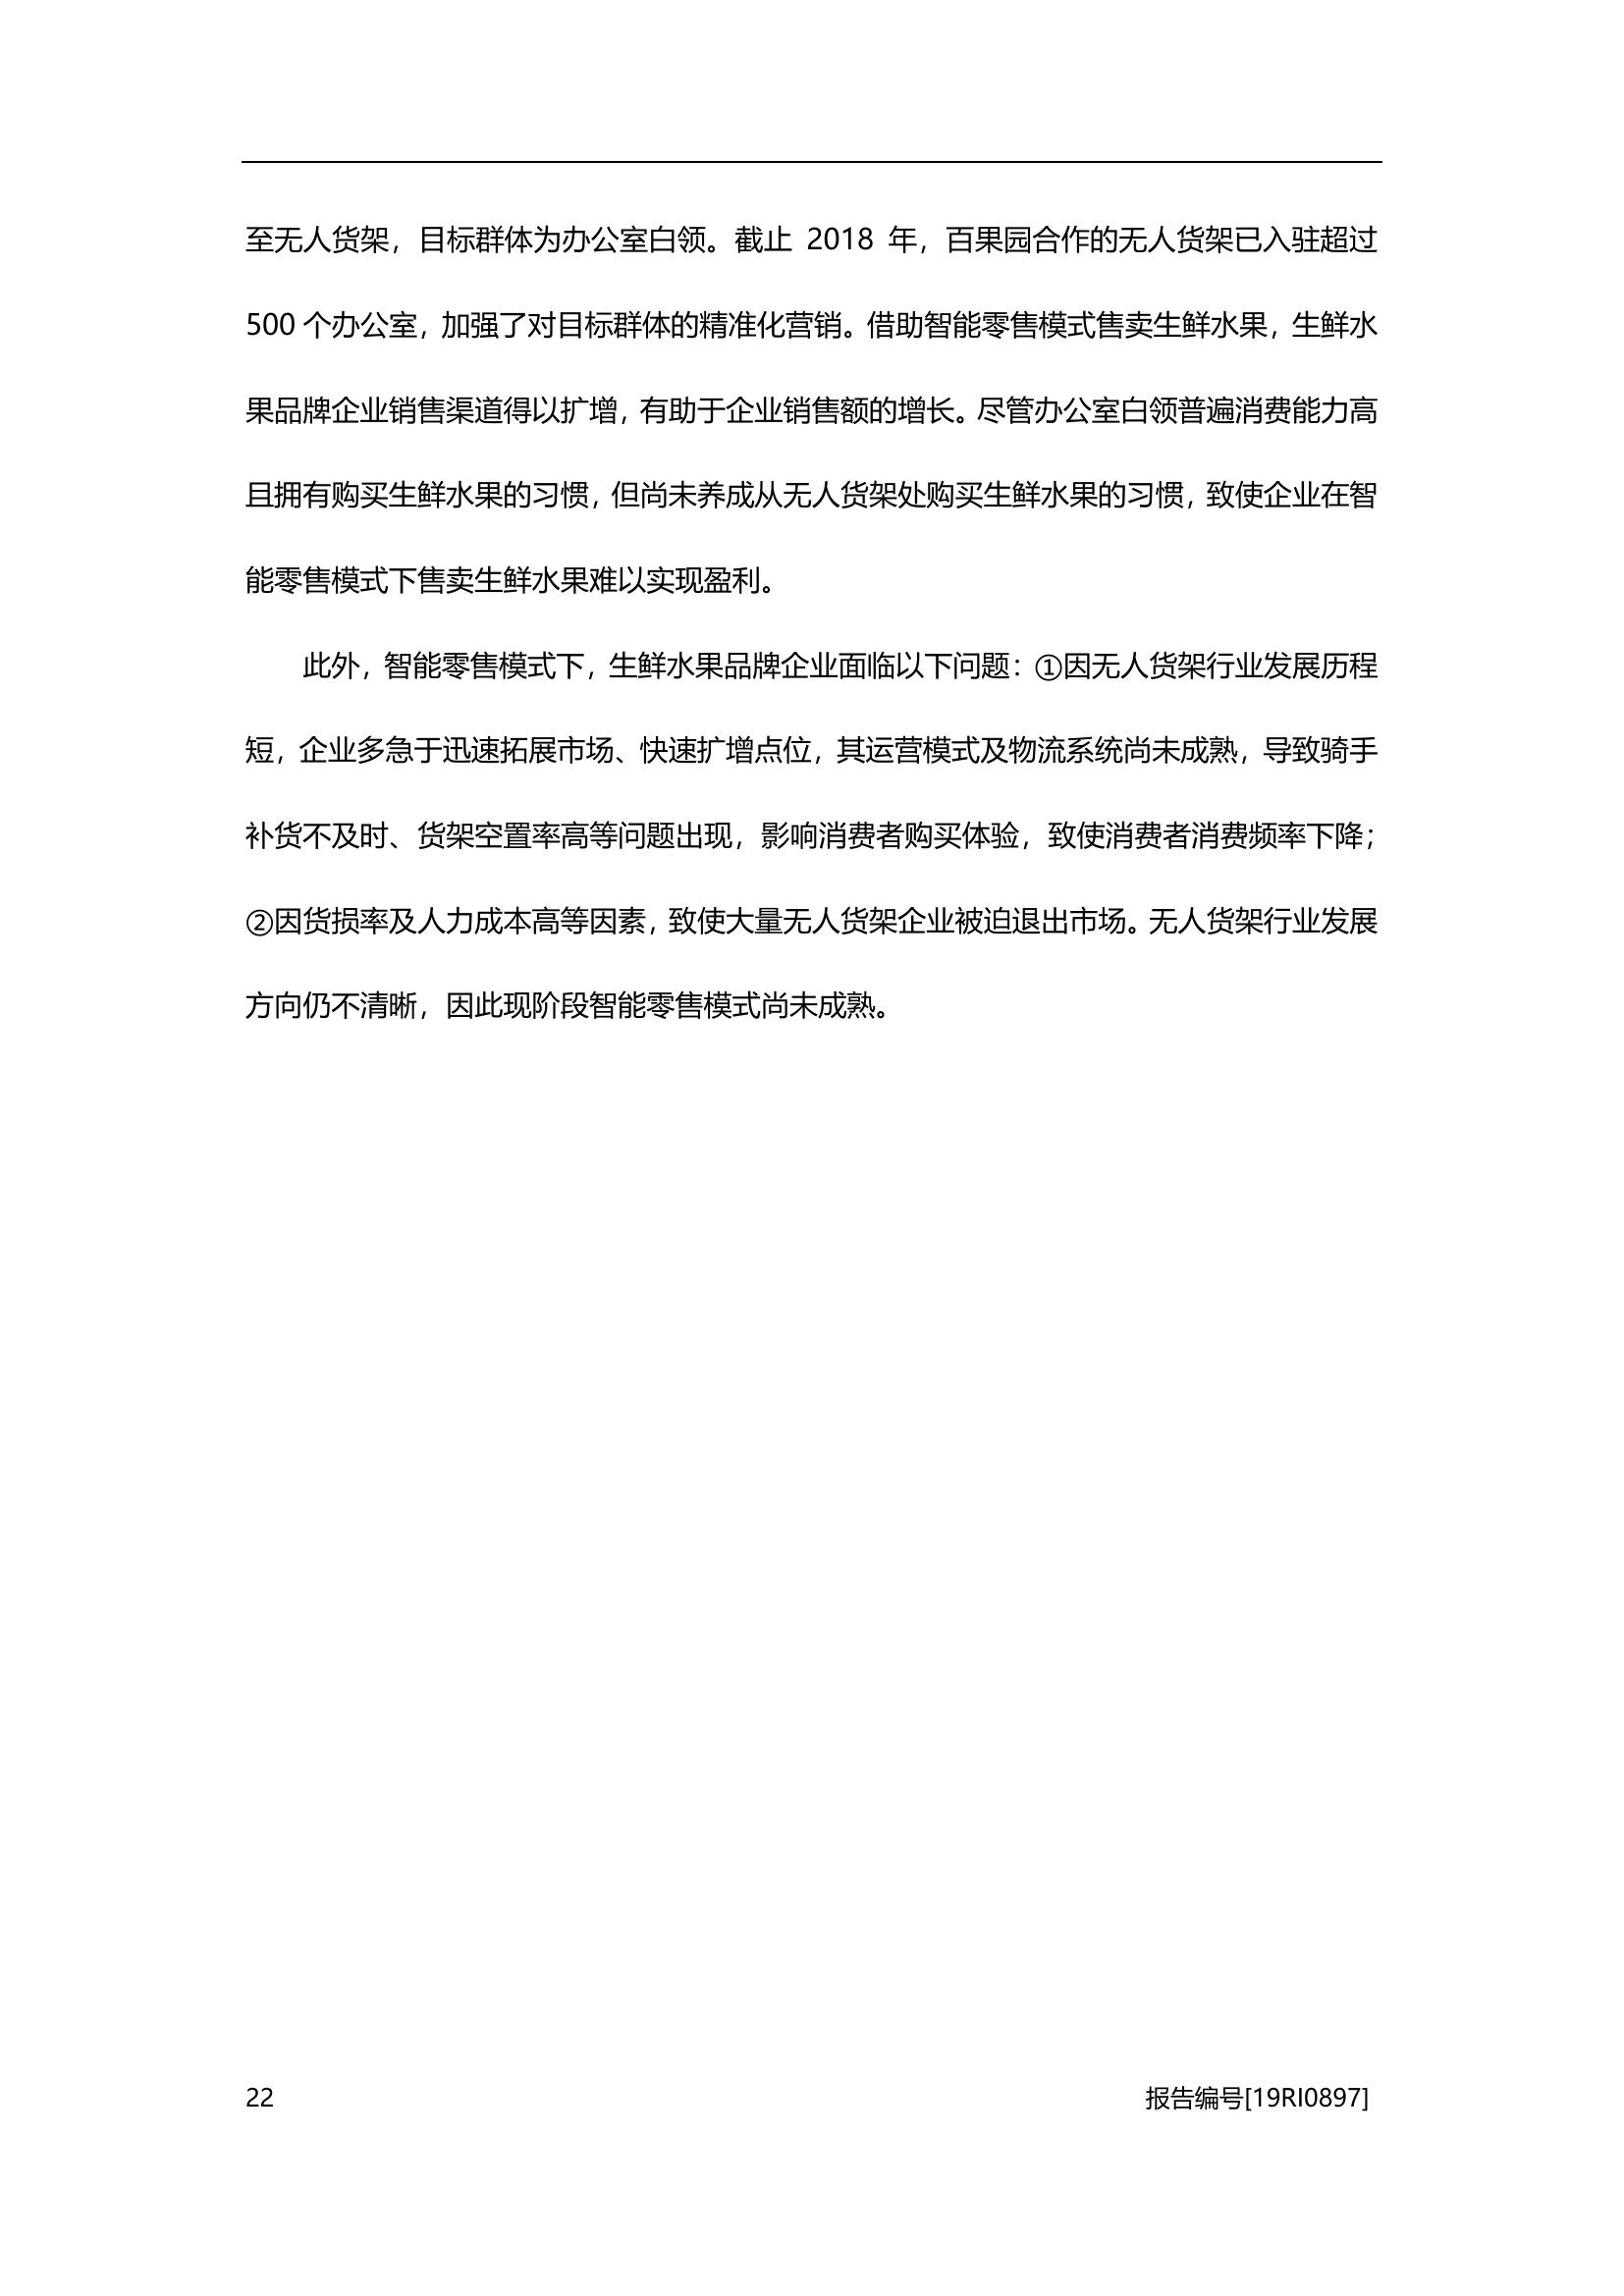 至无人货架，目标群体为办公室白领。截止 2018 年，百果园合作的无人货架已入驻超过
500 个办公室，加强了对目标群体的精准化营销。借助智能零售模式售卖生鲜水果，生鲜水
果品牌企业销售渠道得以扩增，有助于企业销售额的增长。尽管办公室白领普遍消费能力高
且拥有购买生鲜水果的习惯，但尚未养成从无人货架处购买生鲜水果的习惯，致使企业在智
能零售模式下售卖生鲜水果难以实现盈利。
此外，智能零售模式下，生鲜水果品牌企业面临以下问题：①因无人货架行业发展历程
短，企业多急于迅速拓展市场、快速扩增点位，其运营模式及物流系统尚未成熟，导致骑手
补货不及时、货架空置率高等问题出现，影响消费者购买体验，致使消费者消费频率下降；
②因货损率及人力成本高等因素，致使大量无人货架企业被迫退出市场。无人货架行业发展
方向仍不清晰，因此现阶段智能零售模式尚未成熟。
22 报告编号[19RI0897]